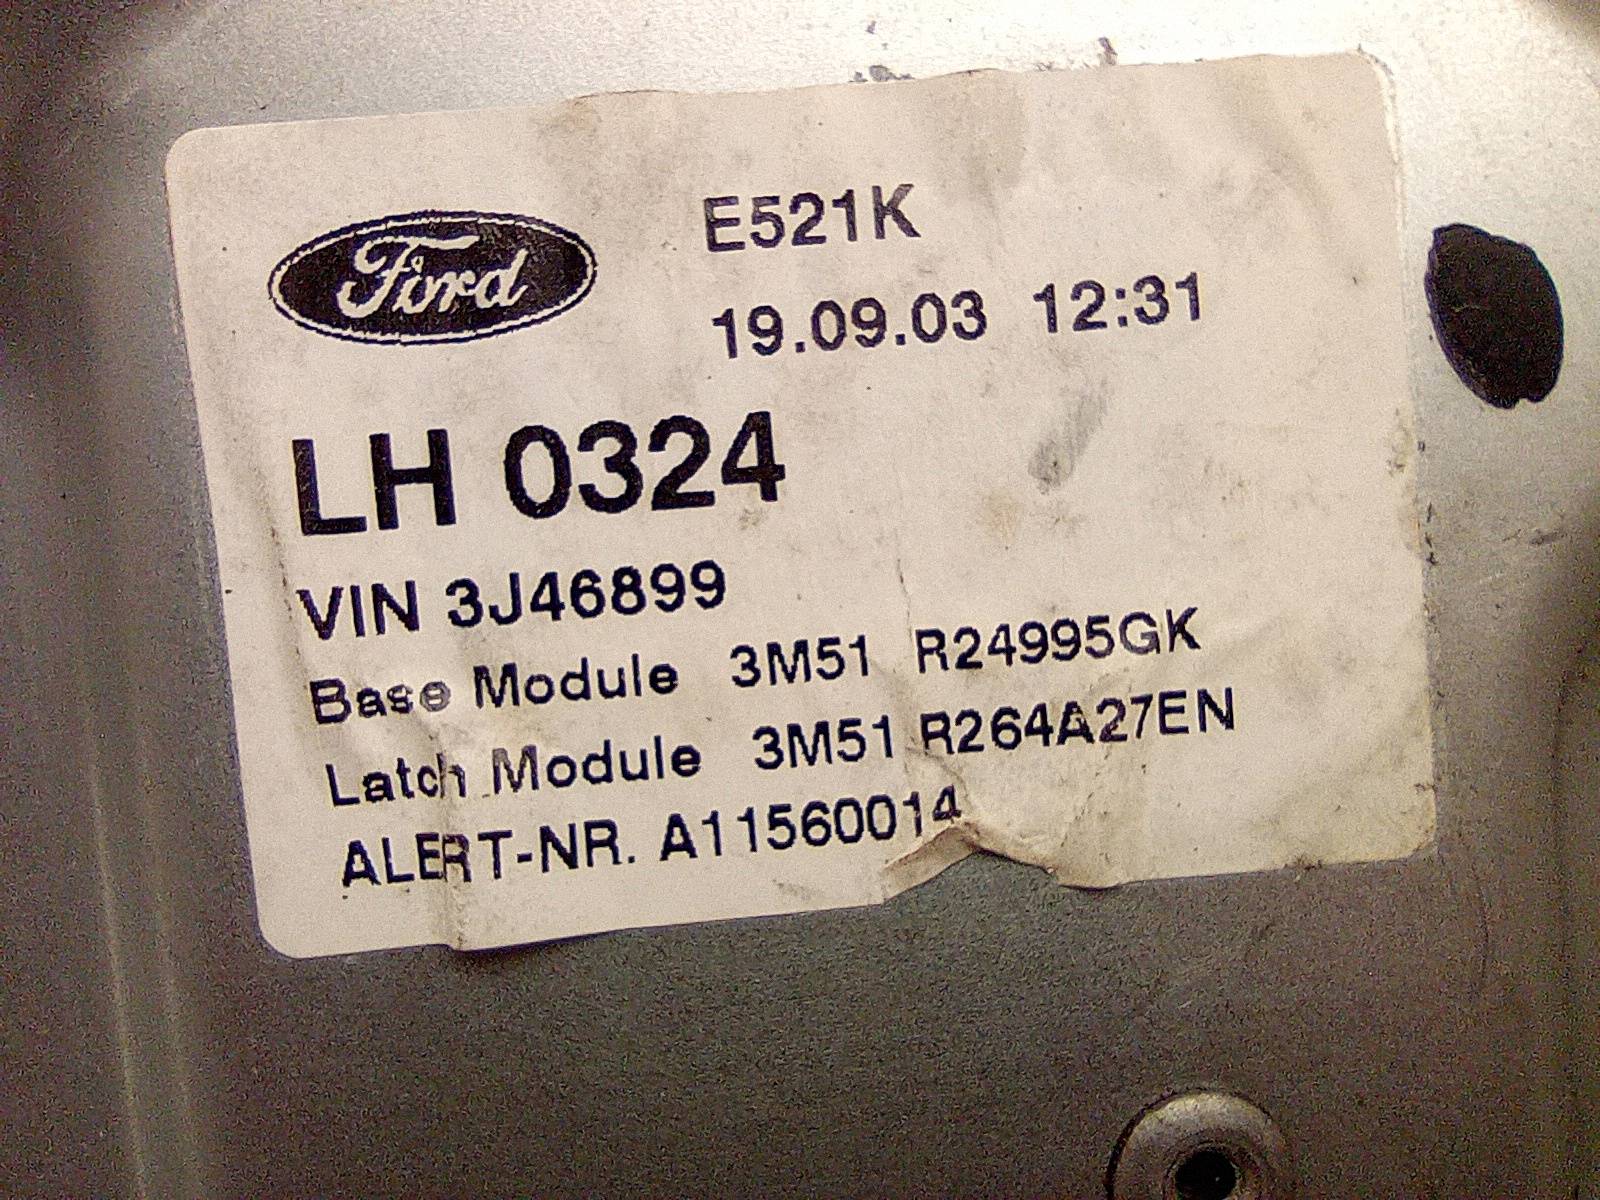 Ford
E521K
19.09.03 12:31
LH 0324
VIN 3J46899
Base Module 3M51 R24995GK
Latch Module 3M51 R264A27EN
ALERT-NR. A11560014